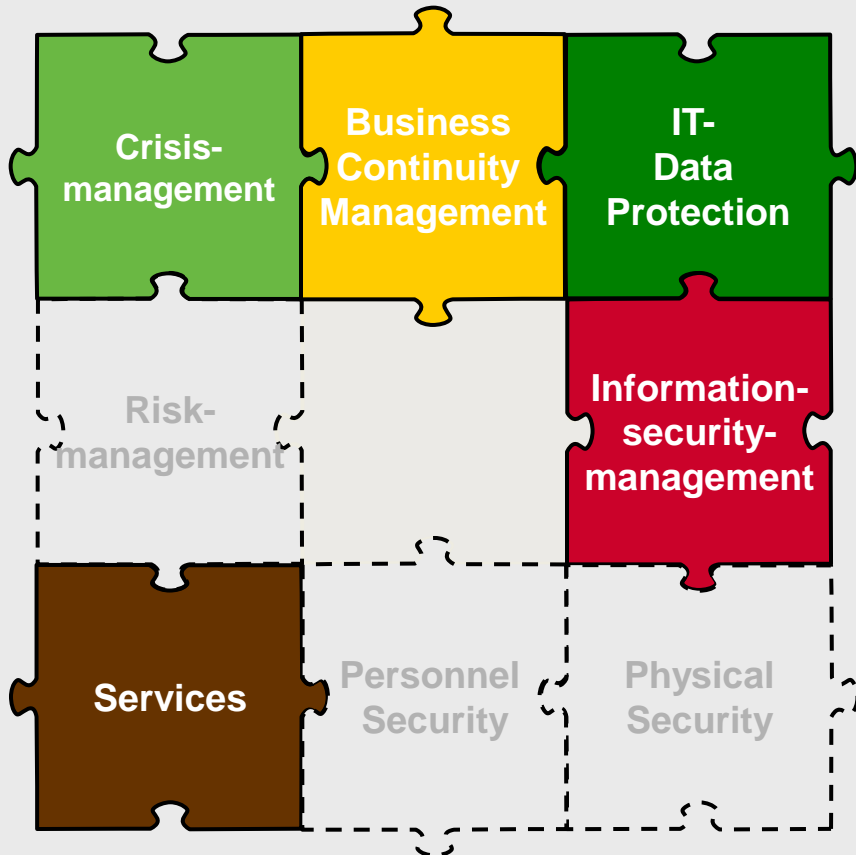 Crisis-
management
Business
Continuity
Management
IT-
Data
Protection
Risk-
management
Information-
security-
management
Services
Personnel
Security
Physical
Security